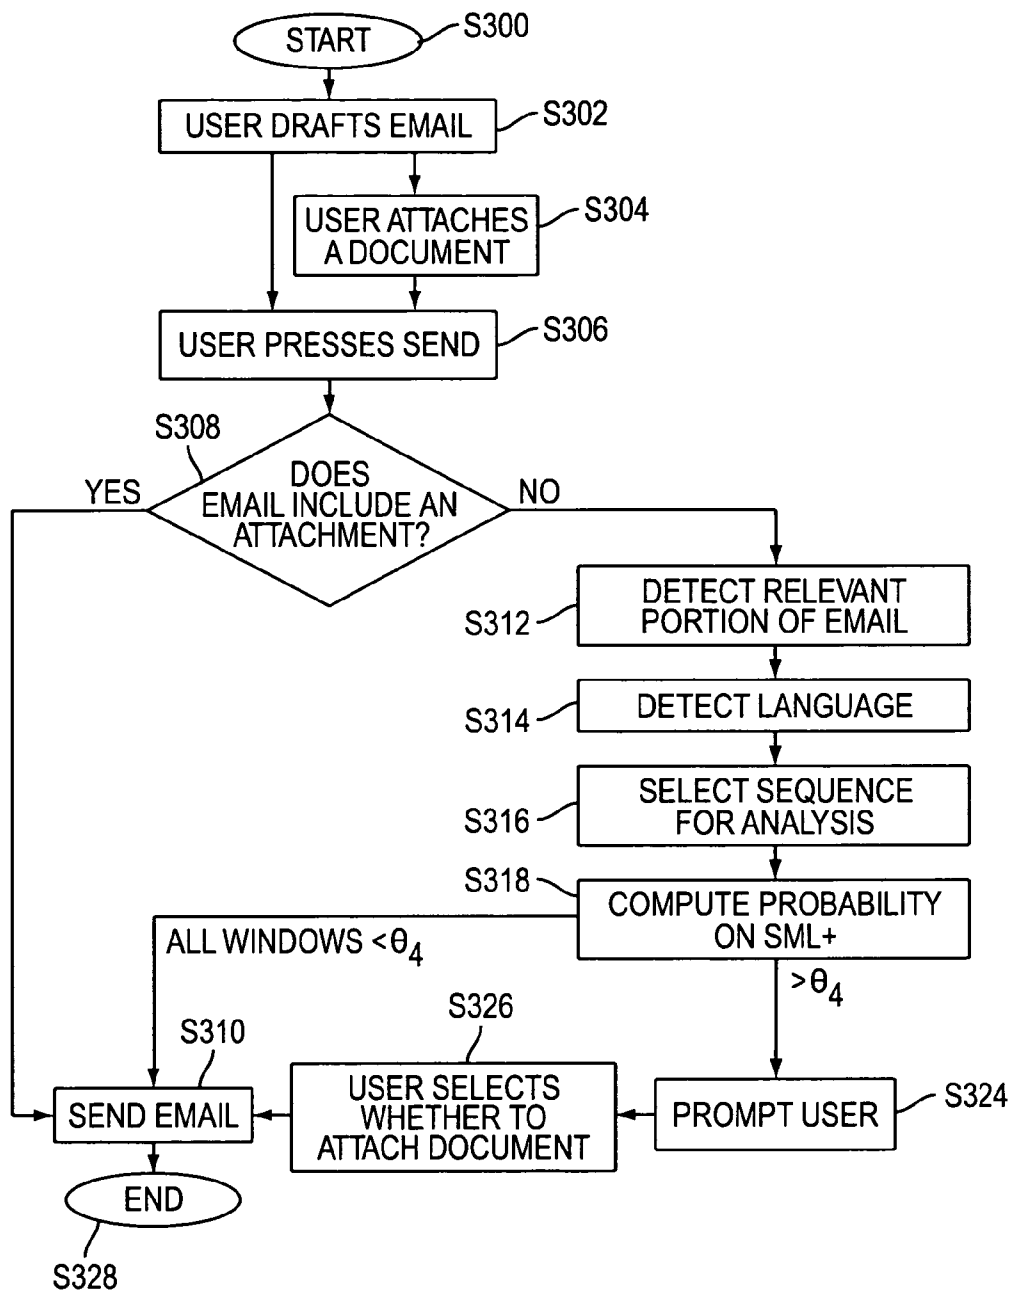 START
S300
USER DRAFTS EMAIL
S302
USER ATTACHES
A DOCUMENT
S304
USER PRESSES SEND
S306
S308
DOES
EMAIL INCLUDE AN
ATTACHMENT?
YES
NO
DETECT RELEVANT
PORTION OF EMAIL
S312
DETECT LANGUAGE
S314
SELECT SEQUENCE
FOR ANALYSIS
S316
S318
COMPUTE PROBABILITY
ON SML+
ALL WINDOWS <θ4
>θ4
S310
SEND EMAIL
S326
USER SELECTS
WHETHER TO
ATTACH DOCUMENT
PROMPT USER
S324
END
S328